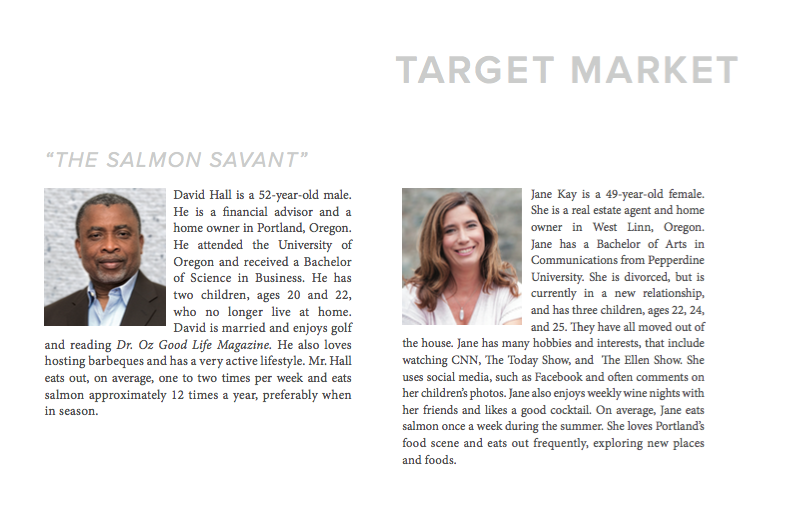 TARGET MARKET
“THE SALMON SAVANT”
David Hall is a 52-year-old male.
He is a financial advisor and a
home owner in Portland, Oregon.
He attended the University of
Oregon and received a Bachelor
of Science in Business. He has
two children, ages 20 and 22,
who no longer live at home.
David is married and enjoys golf
and reading Dr. Oz Good Life Magazine. He also loves
hosting barbeques and has a very active lifestyle. Mr. Hall
eats out, on average, one to two times per week and eats
salmon approximately 12 times a year, preferably when
in season.
Jane Kay is a 49-year-old female.
She is a real estate agent and home
owner in West Linn, Oregon.
Jane has a Bachelor of Arts in
Communications from Pepperdine
University. She is divorced, but is
currently in a new relationship,
and has three children, ages 22, 24,
and 25. They have all moved out of
the house. Jane has many hobbies and interests, that include
watching CNN, The Today Show, and The Ellen Show. She
uses social media, such as Facebook and often comments on
her children’s photos. Jane also enjoys weekly wine nights with
her friends and likes a good cocktail. On average, Jane eats
salmon once a week during the summer. She loves Portland’s
food scene and eats out frequently, exploring new places
and foods.